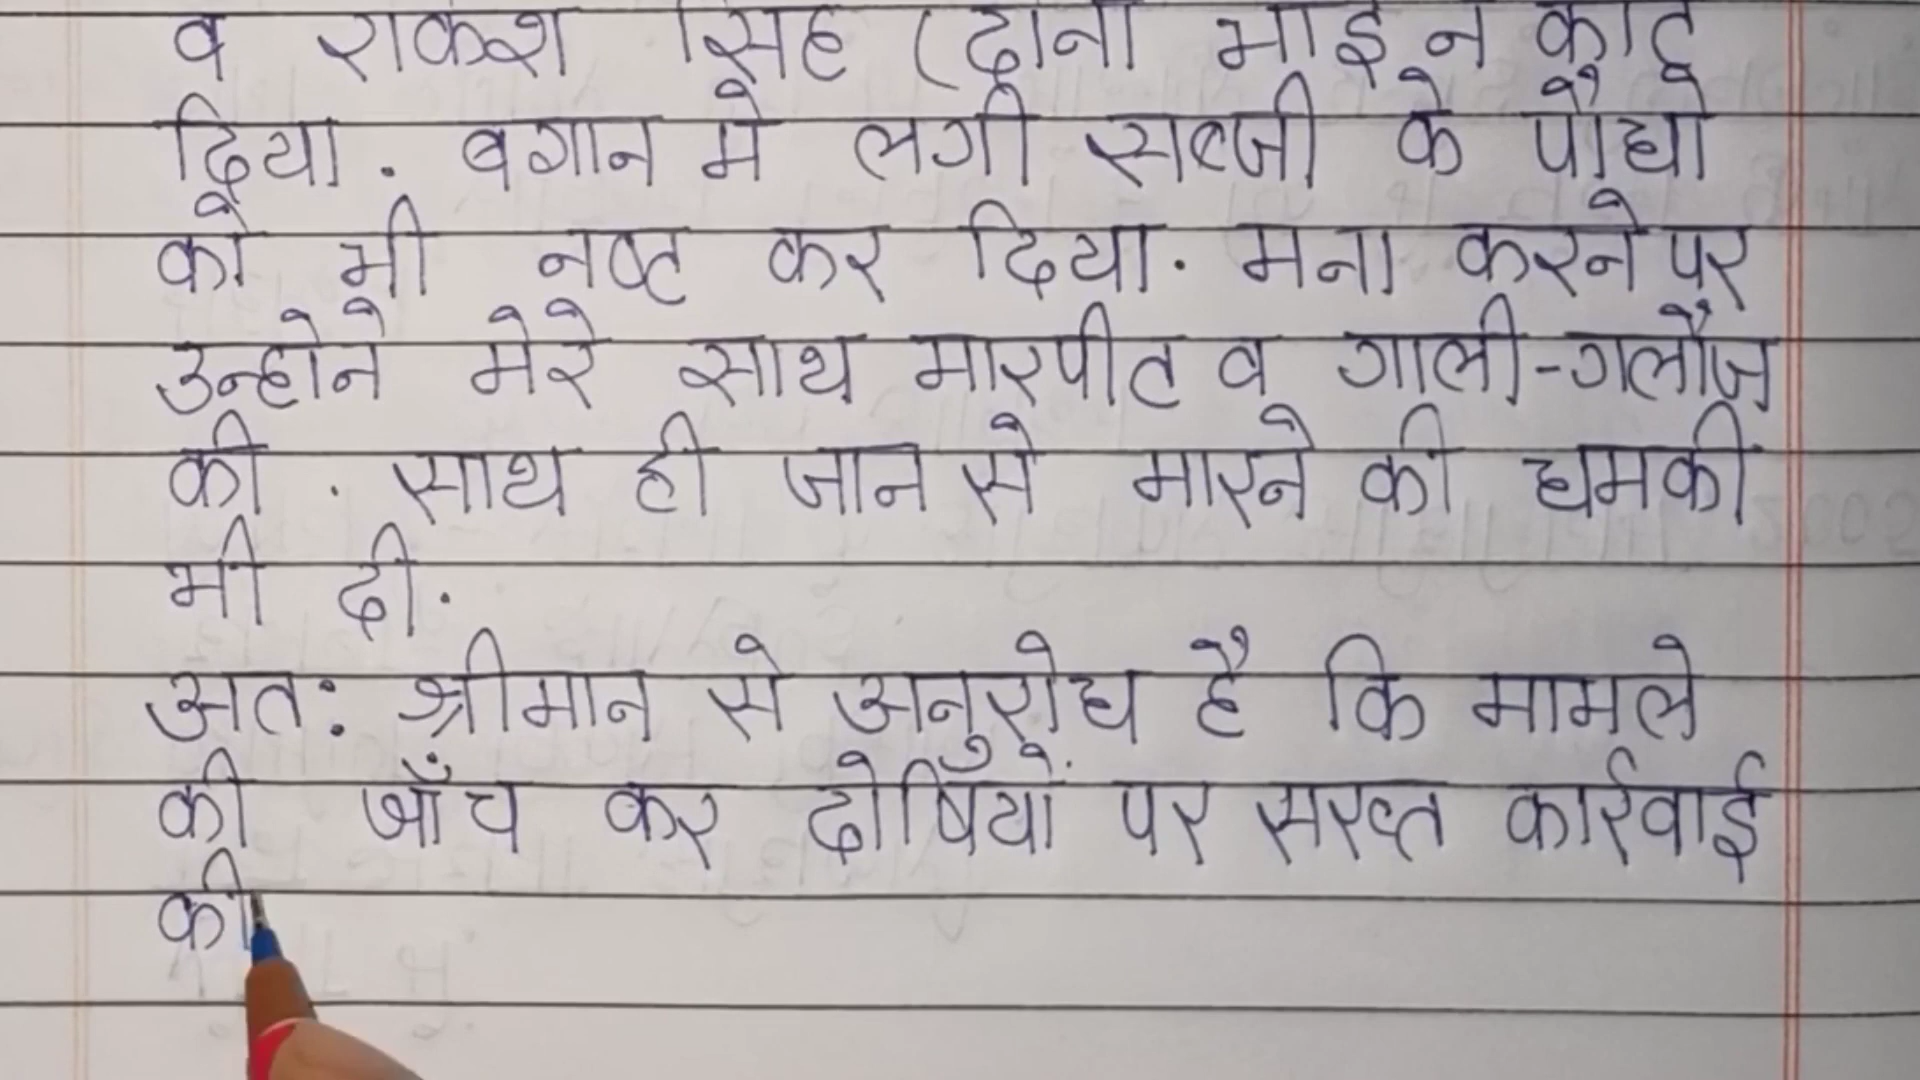 व राकेश सिंह (दोनो भाई ने काट
दिया. बगान मे लगी सब्जी के पौधो
को भी नष्ट कर दिया. मना करने पर
उन्होने मेरे साथ मारपीट व गाली-गलौज
की . साथ ही जान से मारने की धमकी
भी दी.
अत: श्रीमान से अनुरोध है कि मामले
की जाँच कर दोषियों पर सख्त कार्रवाई
की